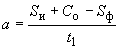 a = (Sи + Cо − Sф) / t1